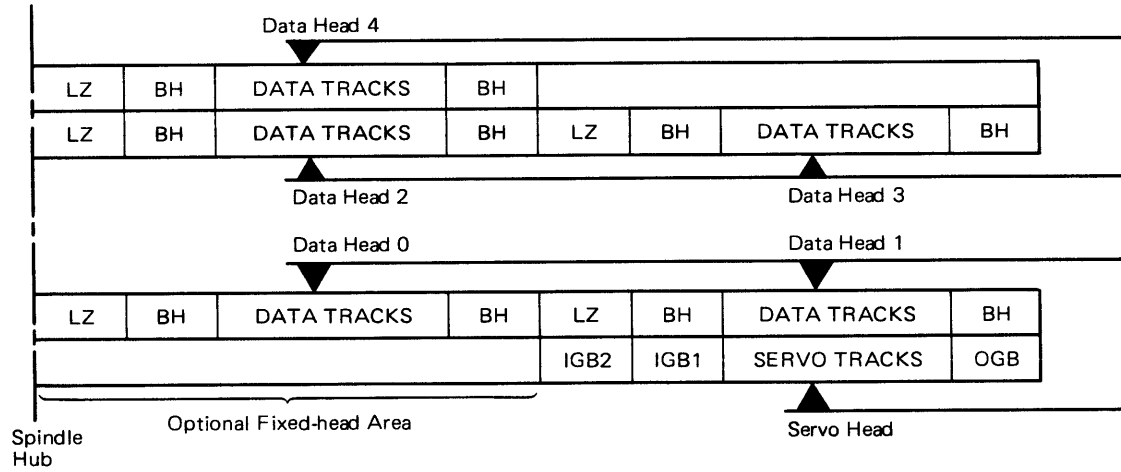 Data Head 4
LZ BH DATA TRACKS BH
LZ BH DATA TRACKS BH LZ BH DATA TRACKS BH
Data Head 2 Data Head 3
Data Head 0 Data Head 1
LZ BH DATA TRACKS BH LZ BH DATA TRACKS BH
IGB2 IGB1 SERVO TRACKS OGB
Optional Fixed-head Area
Servo Head
Spindle
Hub